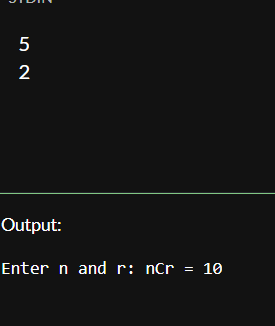 STDIN
5
2
Output:
Enter n and r: nCr = 10